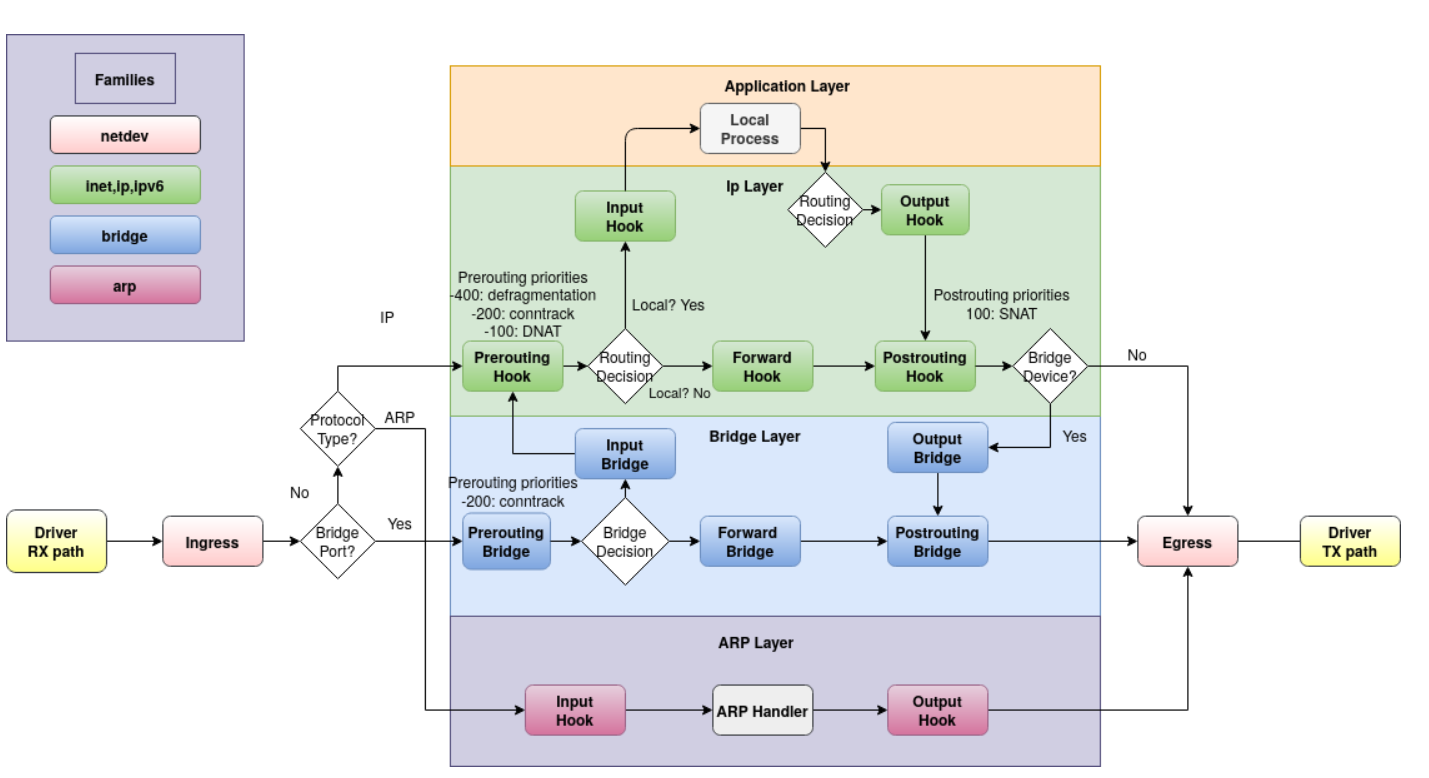 Families
netdev
inet,ip,ipv6
bridge
arp
Application Layer
Local
Process
Ip Layer
Routing
Decision
Output
Hook
Input
Hook
Prerouting priorities
-400: defragmentation
-200: conntrack
-100: DNAT
Local? Yes
Postrouting priorities
100: SNAT
IP
Prerouting
Hook
Routing
Decision
Local? No
Forward
Hook
Postrouting
Hook
Bridge
Device?
No
Yes
Protocol
Type?
ARP
Bridge Layer
Input
Bridge
Output
Bridge
Prerouting priorities
-200: conntrack
No
Yes
Driver
RX path
Ingress
Bridge
Port?
Prerouting
Bridge
Bridge
Decision
Forward
Bridge
Postrouting
Bridge
Egress
Driver
TX path
ARP Layer
Input
Hook
ARP Handler
Output
Hook